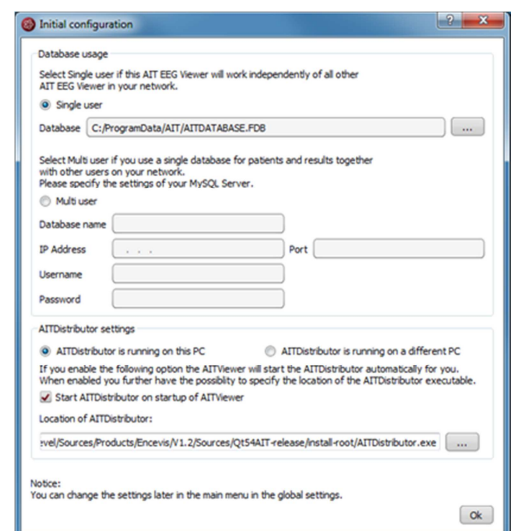 Initial configuration
Database usage
Select Single user if this AIT EEG Viewer will work independently of all other
AIT EEG Viewer in your network.
Single user
Database C:/ProgramData/AIT/AITDATABASE.FDB ...
Select Multi user if you use a single database for patients and results together
with other users on your network.
Please specify the settings of your MySQL Server.
Multi user
Database name
IP Address . . . Port
Username
Password
AITDistributor settings
AITDistributor is running on this PC AITDistributor is running on a different PC
If you enable the following option the AITViewer will start the AITDistributor automatically for you.
When enabled you further have the possiblity to specify the location of the AITDistributor executable.
Start AITDistributor on startup of AITViewer
Location of AITDistributor:
evel/Sources/Products/Encevis/V1.2/Sources/Qt54AIT-release/install-root/AITDistributor.exe ...
Notice:
You can change the settings later in the main menu in the global settings.
Ok